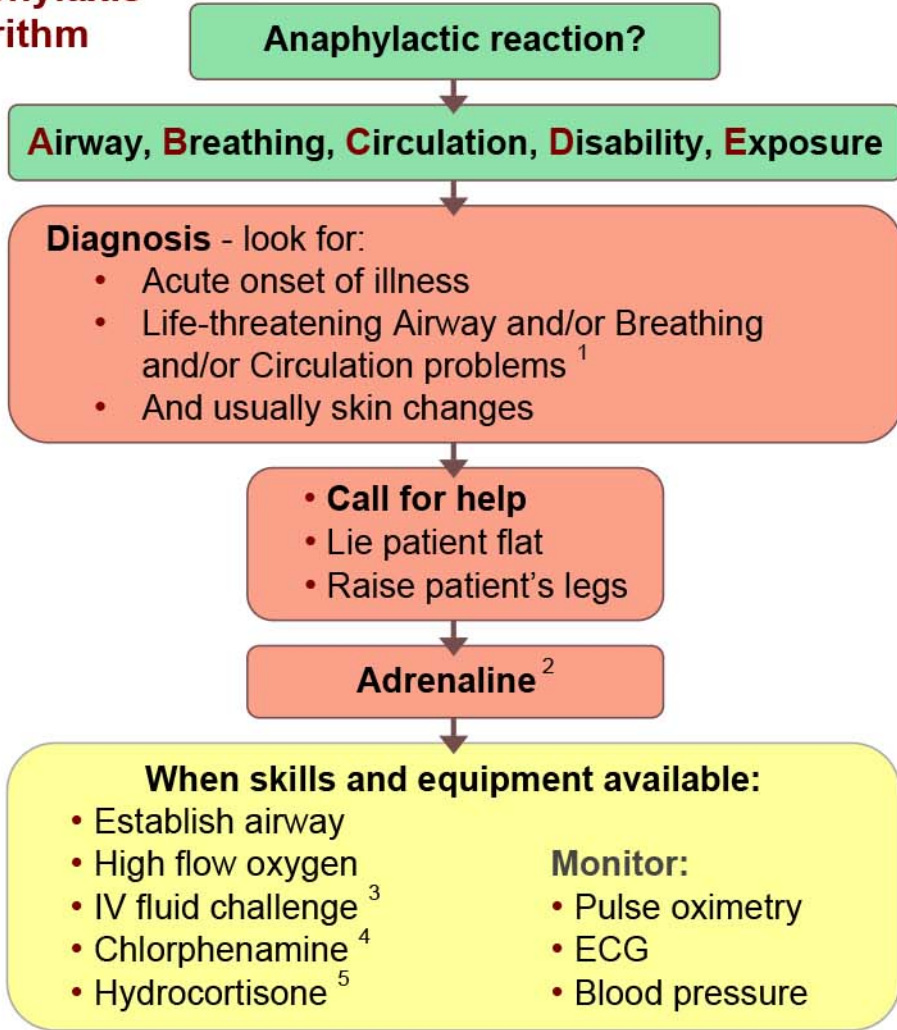 rithm
Anaphylactic reaction?
Airway, Breathing, Circulation, Disability, Exposure
Diagnosis - look for:
• Acute onset of illness
• Life-threatening Airway and/or Breathing
and/or Circulation problems 1
• And usually skin changes
• Call for help
• Lie patient flat
• Raise patient’s legs
Adrenaline 2
When skills and equipment available:
• Establish airway
• High flow oxygen
• IV fluid challenge 3
• Chlorphenamine 4
• Hydrocortisone 5
Monitor:
• Pulse oximetry
• ECG
• Blood pressure